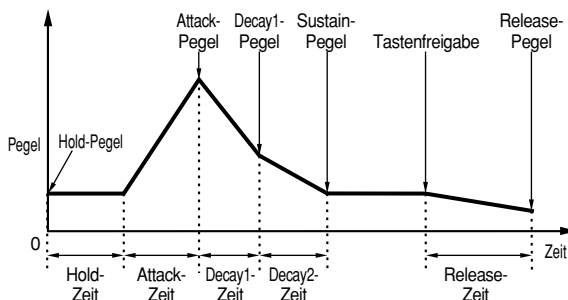 Attack-
Pegel
Decay1-
Pegel
Sustain-
Pegel
Tastenfreigabe
Release-
Pegel
Pegel
Hold-Pegel
0
Zeit
Hold-
Zeit
Attack-
Zeit
Decay1-
Zeit
Decay2-
Zeit
Release-
Zeit